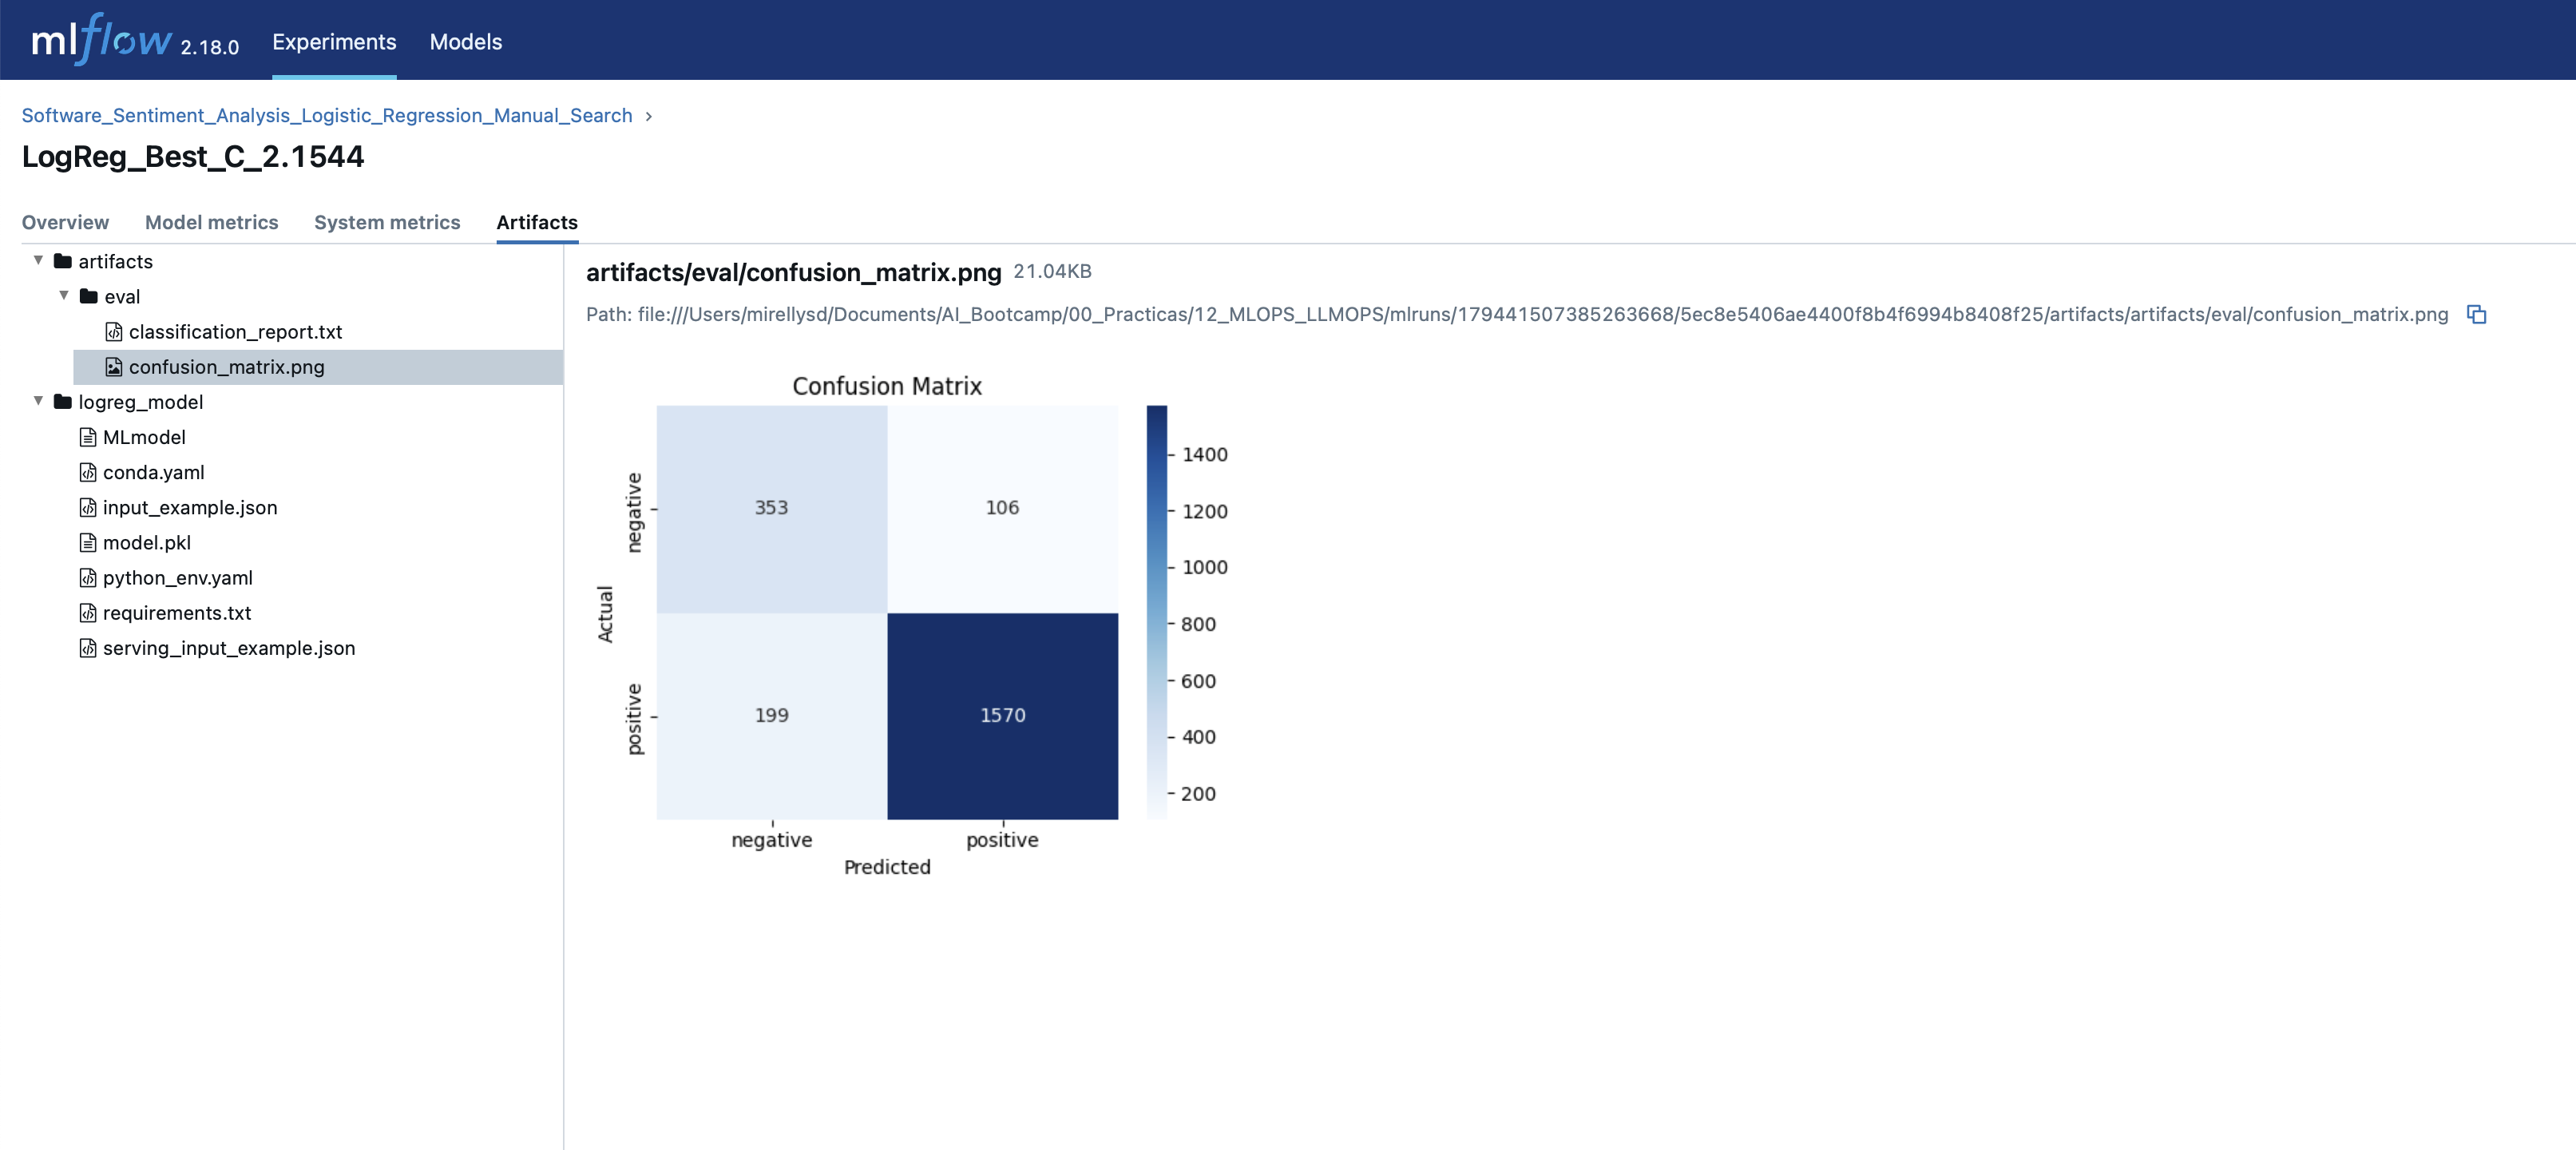 mlflow 2.18.0 Experiments Models
Software_Sentiment_Analysis_Logistic_Regression_Manual_Search >
LogReg_Best_C_2.1544
Overview Model metrics System metrics Artifacts
artifacts
eval
classification_report.txt
confusion_matrix.png
logreg_model
MLmodel
conda.yaml
input_example.json
model.pkl
python_env.yaml
requirements.txt
serving_input_example.json
artifacts/eval/confusion_matrix.png 21.04KB
Path: file:///Users/mirellysd/Documents/AI_Bootcamp/00_Practicas/12_MLOPS_LLMOPS/mlruns/179441507385263668/5ec8e5406ae4400f8b4f6994b8408f25/artifacts/artifacts/eval/confusion_matrix.png
Confusion Matrix
Actual
negative
353 106
positive
199 1570
negative positive
Predicted
1400
1200
1000
800
600
400
200